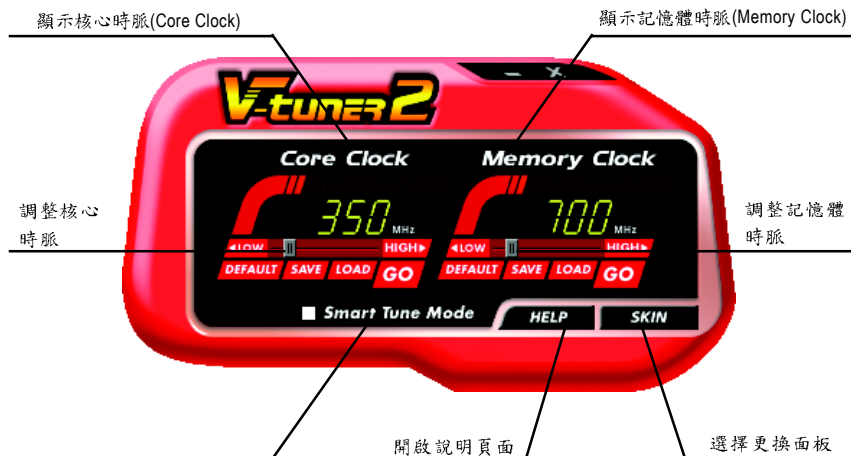 顯示核心時脈(Core Clock)
顯示記憶體時脈(Memory Clock)
V-TUNER 2
Core Clock
Memory Clock
調整核心
時脈
350 MHz
700 MHz
調整記憶體
時脈
LOW
HIGH
LOW
HIGH
DEFAULT
SAVE
LOAD
GO
DEFAULT
SAVE
LOAD
GO
Smart Tune Mode
HELP
SKIN
開啟說明頁面
選擇更換面板